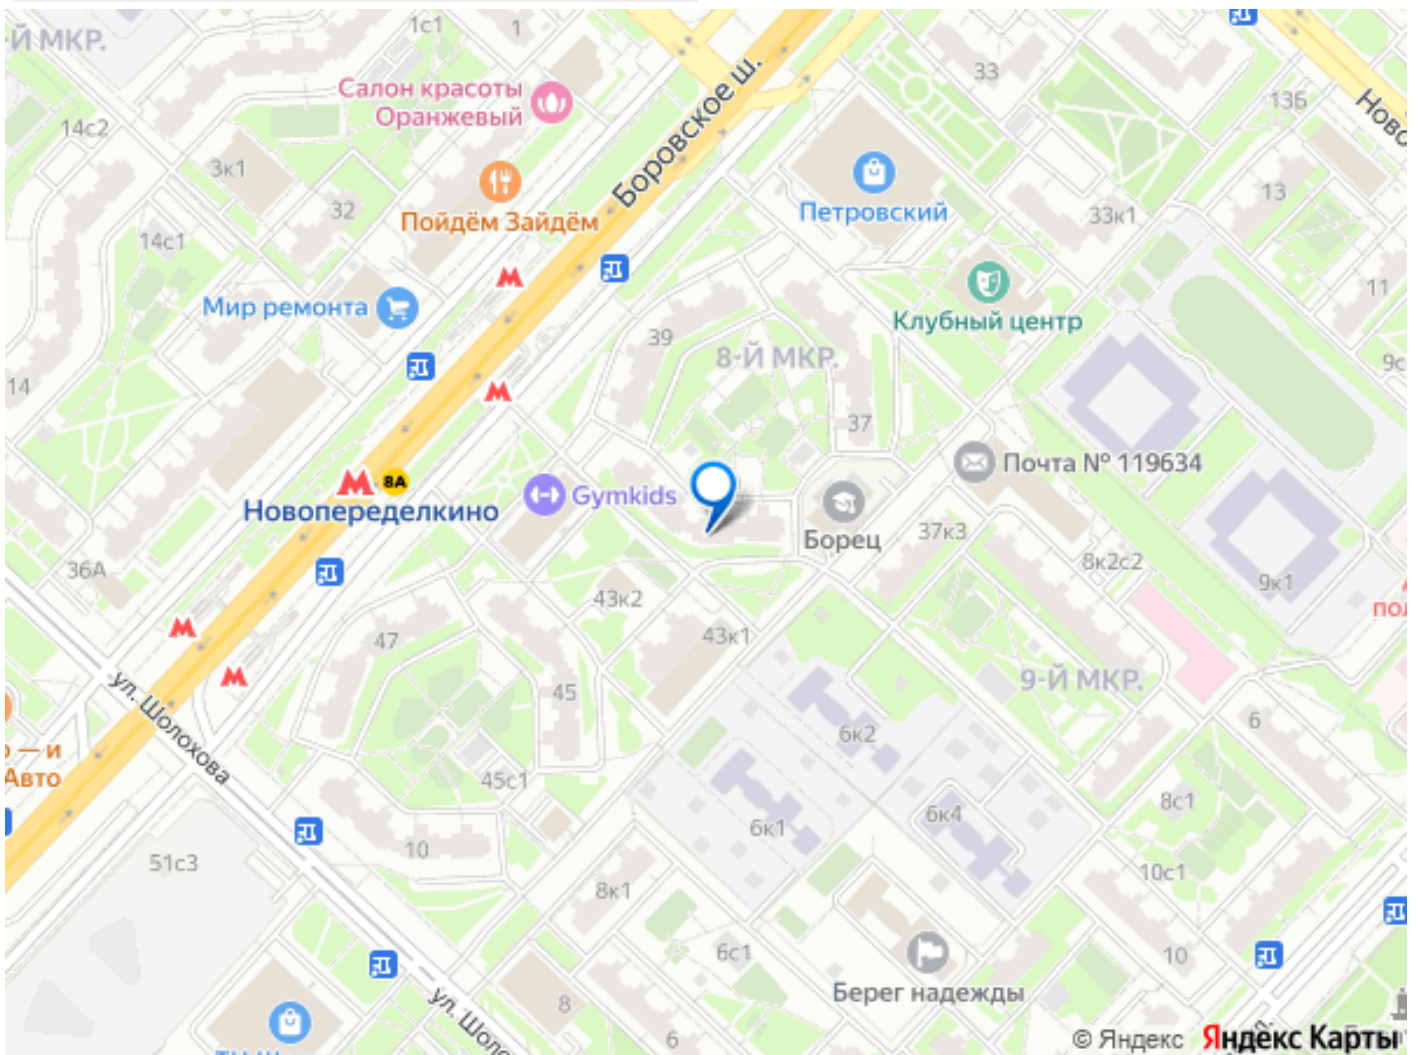 1с1
1
-Й МКР.
Салон красоты
Оранжевый
14с2
3к1
32
14с1
Пойдём Зайдём
Боровское ш.
33
13Б
Ново
Петровский
13
33к1
11
Мир ремонта
Клубный центр
39
8-Й МКР.
9с
14
37
8А
Новопеределкино
Gymkids
Борец
Почта № 119634
37к3
8к2с2
9к1
36А
43к2
43к1
47
45
ул. Шолохова
9-Й МКР.
6
6к2
45с1
8с1
6к1
6к4
— и
Авто
51с3
10
8к1
10с1
6с1
10
Берег надежды
8
6
ул. Шоло
© Яндекс
Яндекс Карты